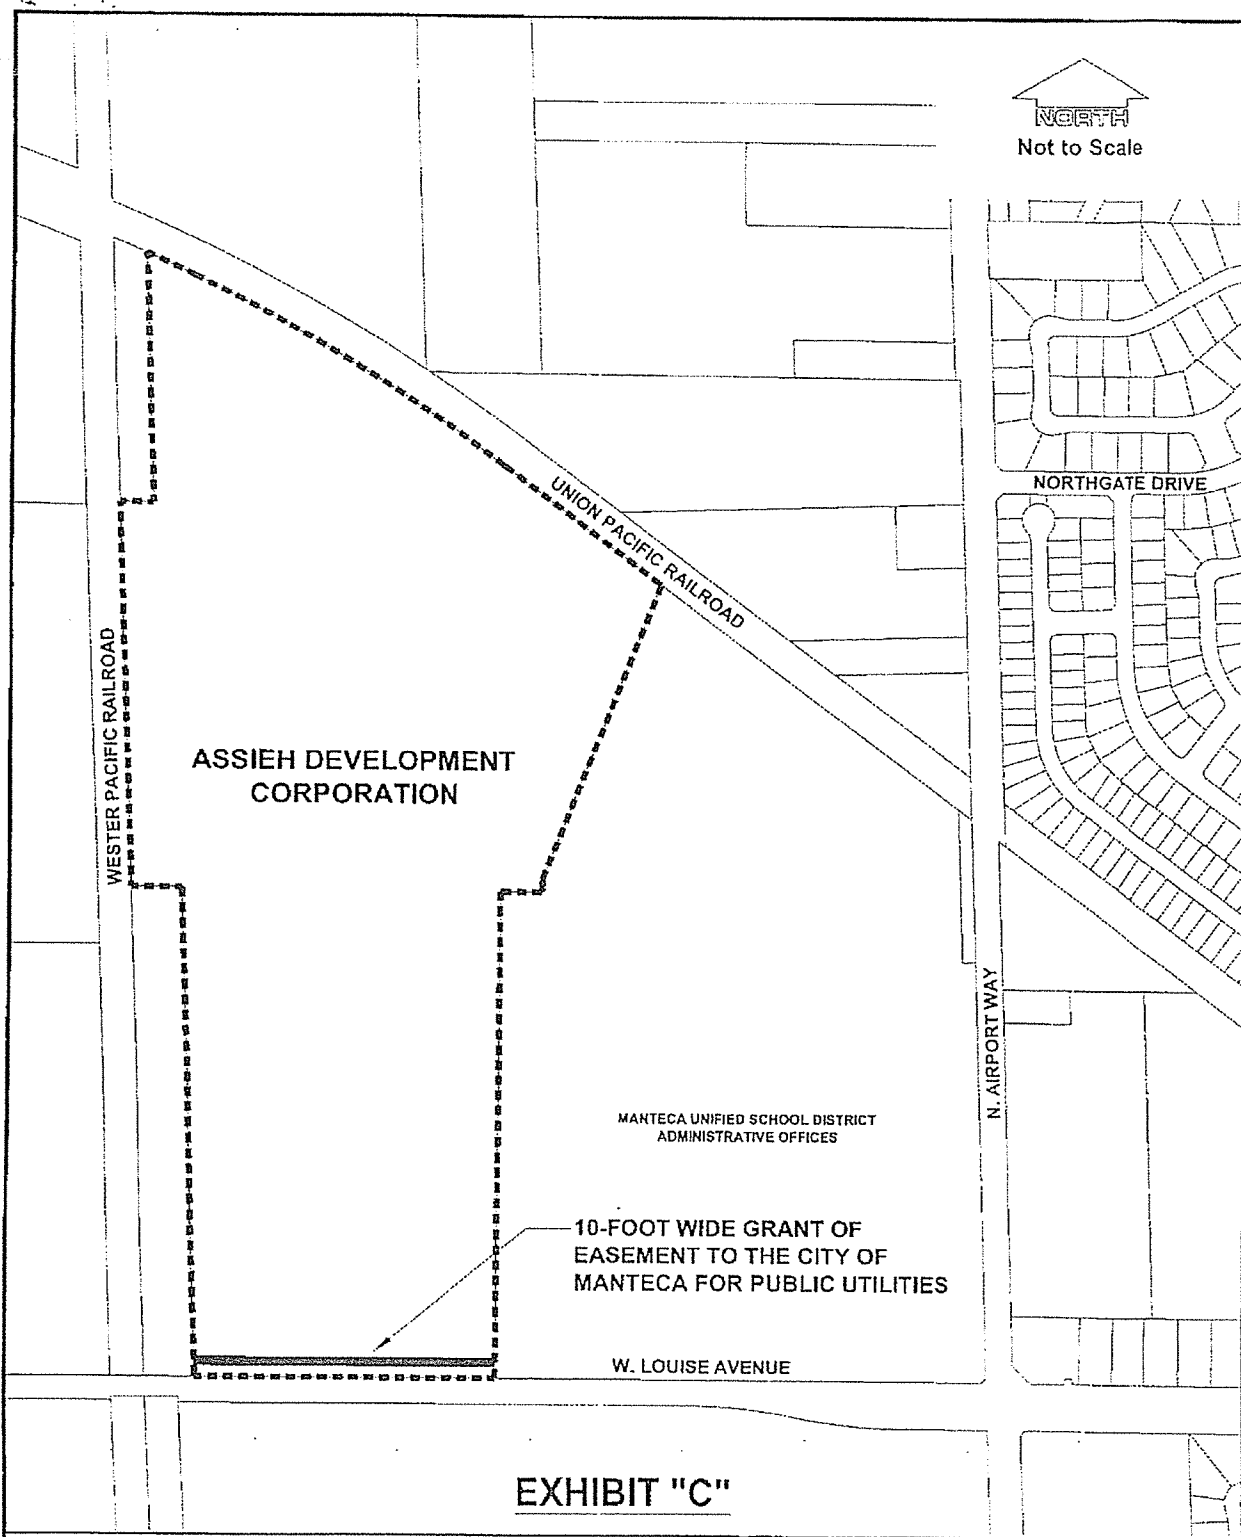 NORTH
Not to Scale
NORTHGATE DRIVE
UNION PACIFIC RAILROAD
WESTER PACIFIC RAILROAD
ASSIEH DEVELOPMENT
CORPORATION
N. AIRPORT WAY
MANTECA UNIFIED SCHOOL DISTRICT
ADMINISTRATIVE OFFICES
10-FOOT WIDE GRANT OF
EASEMENT TO THE CITY OF
MANTECA FOR PUBLIC UTILITIES
W. LOUISE AVENUE
EXHIBIT "C"